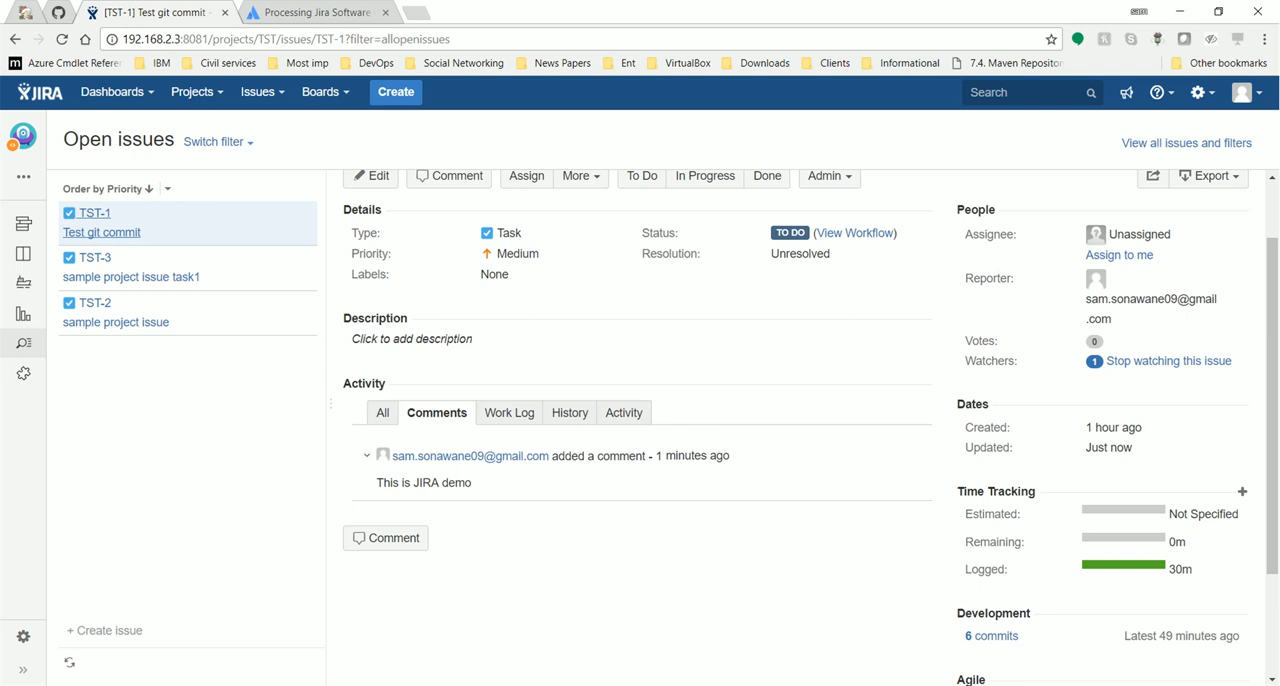 sam
[TST-1] Test git commit
Processing Jira Software
192.168.2.3:8081/projects/TST/issues/TST-1?filter=allopenissues
m Azure Cmdlet Refere IBM Civil services Most imp DevOps Social Networking News Papers Ent VirtualBox Downloads Clients Informational 7.4. Maven Repositor Other bookmarks
JIRA Dashboards Projects Issues Boards Create Search
Open issues Switch filter View all issues and filters
Order by Priority
TST-1
Test git commit
TST-3
sample project issue task1
TST-2
sample project issue
+ Create issue
Edit Comment Assign More To Do In Progress Done Admin Export
Details
Type: Task Status: TO DO (View Workflow)
Priority: Medium Resolution: Unresolved
Labels: None
Description
Click to add description
Activity
All Comments Work Log History Activity
sam.sonawane09@gmail.com added a comment - 1 minutes ago
This is JIRA demo
Comment
People
Assignee: Unassigned
Assign to me
Reporter:
sam.sonawane09@gmail
.com
Votes: 0
Watchers: 1 Stop watching this issue
Dates
Created: 1 hour ago
Updated: Just now
Time Tracking
Estimated: Not Specified
Remaining: 0m
Logged: 30m
Development
6 commits Latest 49 minutes ago
Agile